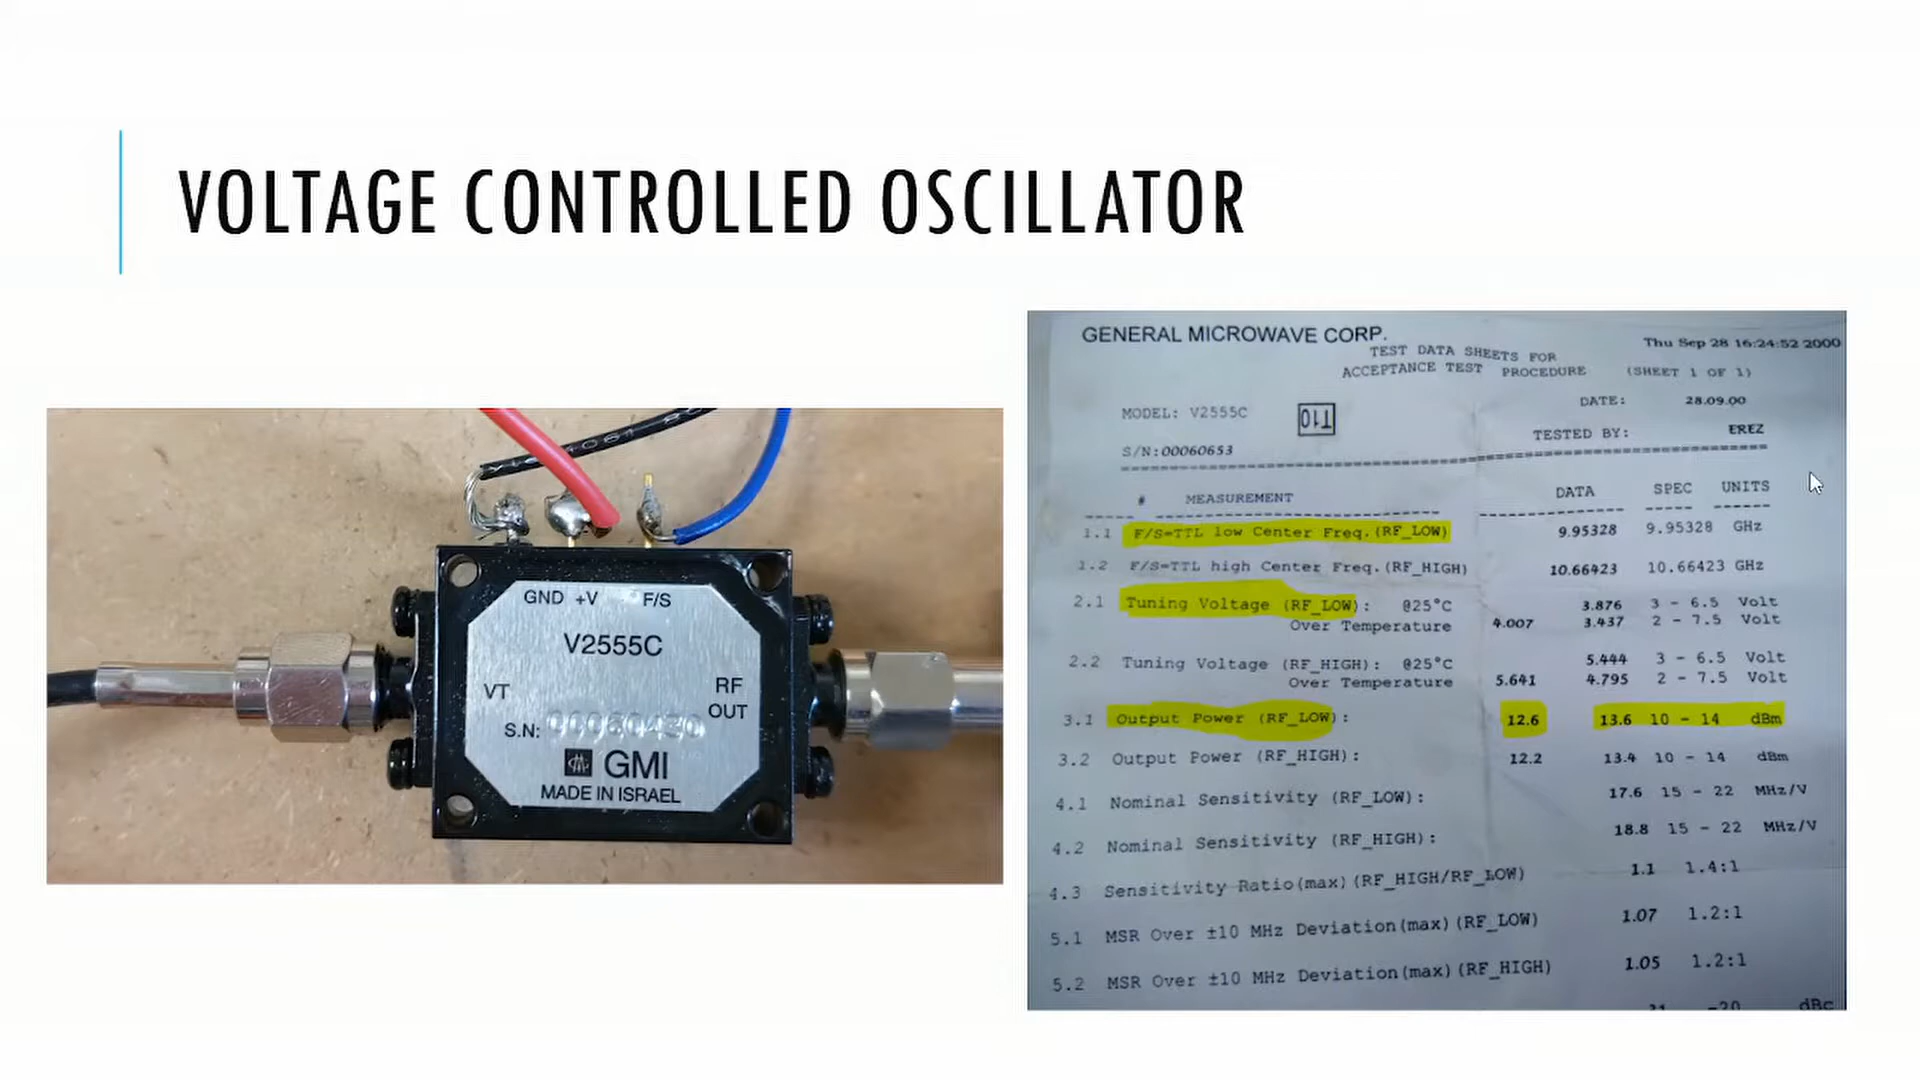 VOLTAGE CONTROLLED OSCILLATOR
GND +V F/S
V2555C
VT
RF
OUT
S.N:
GMI
MADE IN ISRAEL
GENERAL MICROWAVE CORP.
Thu Sep 28 16:24:52 2000
TEST DATA SHEETS FOR
ACCEPTANCE TEST PROCEDURE (SHEET 1 OF 1)
DATE: 28.09.00
MODEL: V2555C
T10
TESTED BY: EREZ
S/N:00060653
# MEASUREMENT DATA SPEC UNITS
1.1 F/S=TTL low Center Freq.(RF_LOW) 9.95328 9.95328 GHz
1.2 F/S=TTL high Center Freq.(RF_HIGH) 10.66423 10.66423 GHz
2.1 Tuning Voltage (RF_LOW): @25°C 3.876 3 - 6.5 Volt
Over Temperature 4.007 3.437 2 - 7.5 Volt
2.2 Tuning Voltage (RF_HIGH): @25°C 5.444 3 - 6.5 Volt
Over Temperature 5.641 4.795 2 - 7.5 Volt
3.1 Output Power (RF_LOW): 12.6 13.6 10 - 14 dBm
3.2 Output Power (RF_HIGH): 12.2 13.4 10 - 14 dBm
4.1 Nominal Sensitivity (RF_LOW): 17.6 15 - 22 MHz/V
4.2 Nominal Sensitivity (RF_HIGH): 18.8 15 - 22 MHz/V
4.3 Sensitivity Ratio(max)(RF_HIGH/RF_LOW) 1.1 1.4:1
5.1 MSR Over ±10 MHz Deviation(max)(RF_LOW) 1.07 1.2:1
5.2 MSR Over ±10 MHz Deviation(max)(RF_HIGH) 1.05 1.2:1
-20 dBc